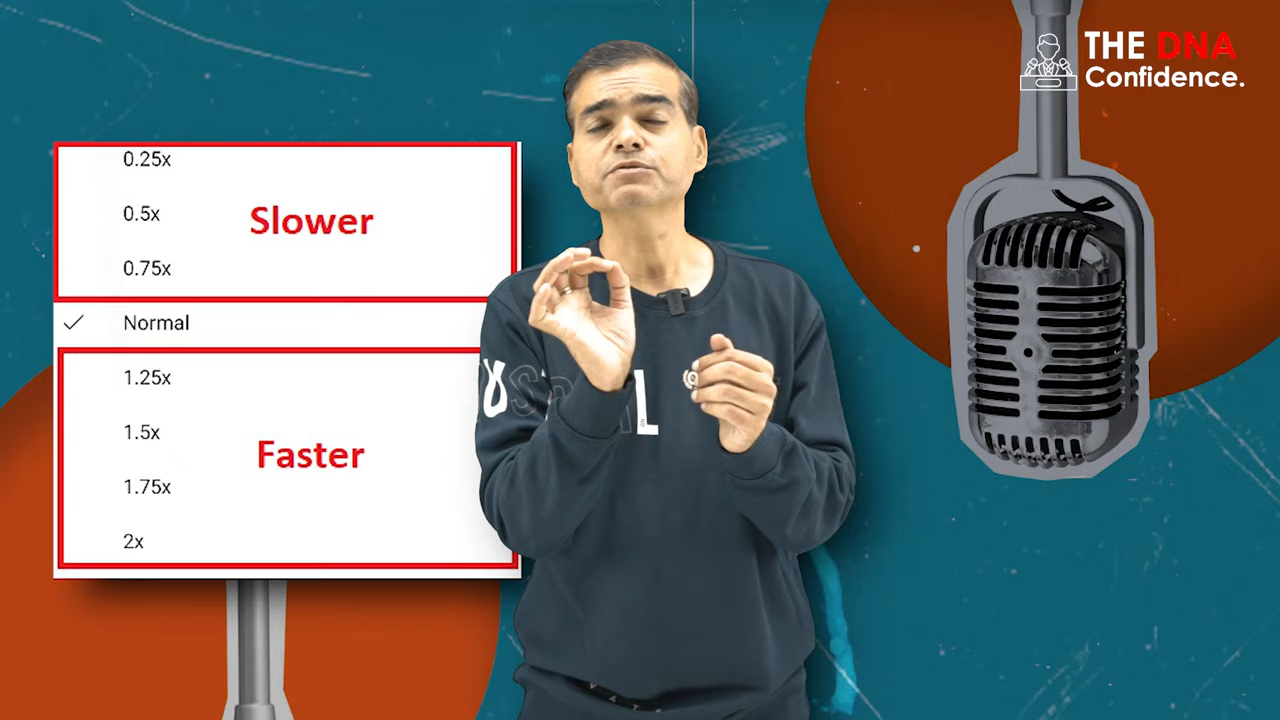 THE DNA
Confidence.
0.25x
0.5x
Slower
0.75x
Normal
1.25x
1.5x
Faster
1.75x
2x